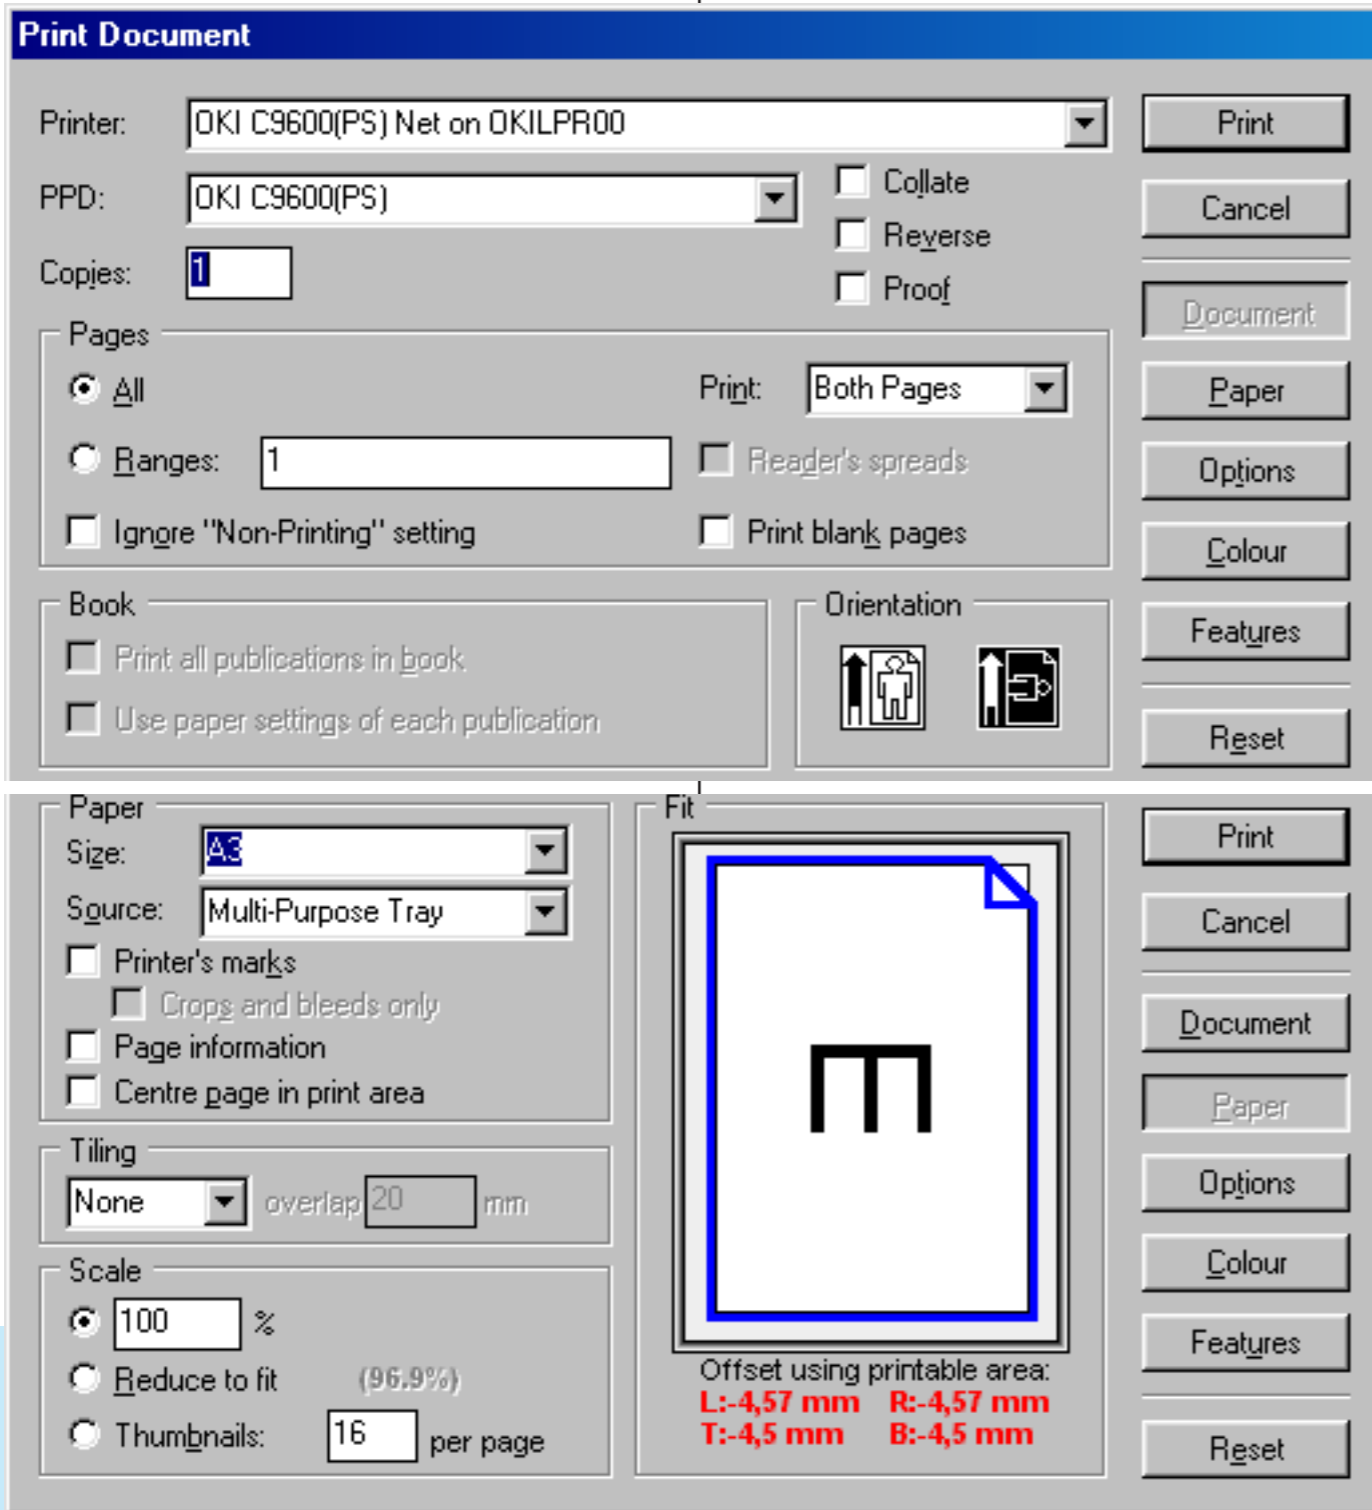 Print Document
Printer: OKI C9600(PS) Net on OKILPR00 Print
PPD: OKI C9600(PS) Collate Cancel
Reverse
Copies: 1 Proof
Document
Pages
All Print: Both Pages Paper
Ranges: 1 Reader's spreads Options
Ignore "Non-Printing" setting Print blank pages
Colour
Book Orientation
Features
Print all publications in book
Use paper settings of each publication
Reset
Paper Fit
Size: A3 Print
Source: Multi-Purpose Tray Cancel
Printer's marks
Crops and bleeds only
Document
Page information
Centre page in print area
Paper
E
Tiling
None overlap 20 mm Options
Scale Colour
100 %
Features
Reduce to fit (96.9%) Offset using printable area:
L:-4,57 mm R:-4,57 mm
Thumbnails: 16 per page T:-4,5 mm B:-4,5 mm
Reset